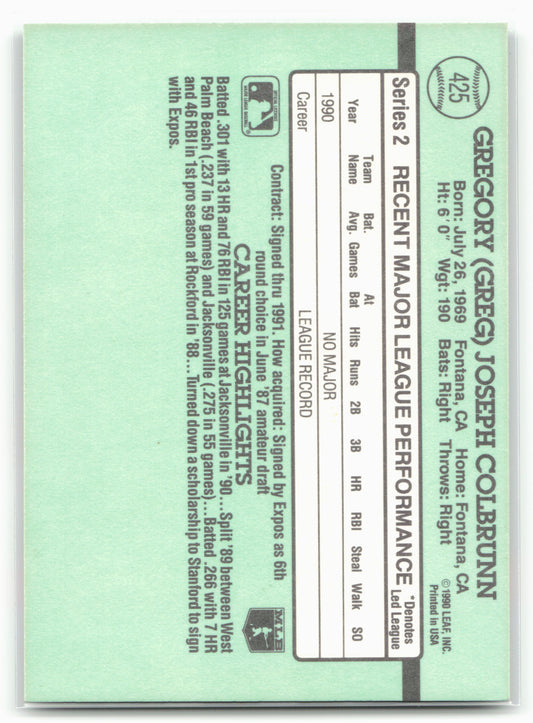 425
GREGORY (GREG) JOSEPH COLBRUNN
Born: July 26, 1969 Fontana, CA Home: Fontana, CA
Ht: 6' 0" Wgt: 190 Bats: Right Throws: Right
©1990 LEAF, INC.
Printed in USA
Series 2 RECENT MAJOR LEAGUE PERFORMANCE
*Denotes
Led League
Year Team Name Bat. Avg. Games At Bat Hits Runs 2B 3B HR RBI Steal Walk SO
1990 NO MAJOR
Career LEAGUE RECORD
Contract: Signed thru 1991. How acquired: Signed by Expos as 6th
round choice in June '87 amateur draft
CAREER HIGHLIGHTS
MLB
Batted .301 with 13 HR and 76 RBI in 125 games at Jacksonville in '90...Split '89 between West
Palm Beach (.237 in 59 games) and Jacksonville (.275 in 55 games)...Batted .266 with 7 HR
and 46 RBI in 1st pro season at Rockford in '88...Turned down a scholarship to Stanford to sign
with Expos.